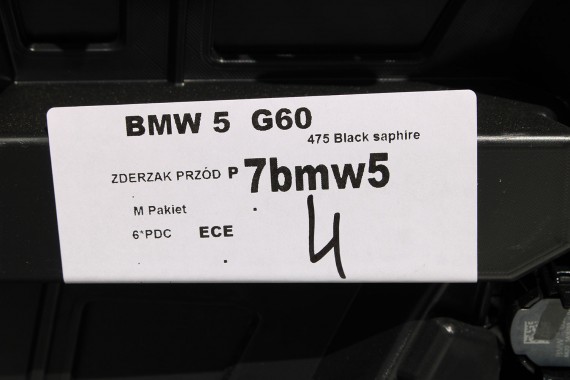 BMW 5 G60
475 Black saphire
ZDERZAK PRZÓD P 7bmw5
M Pakiet
6*PDC ECE
4